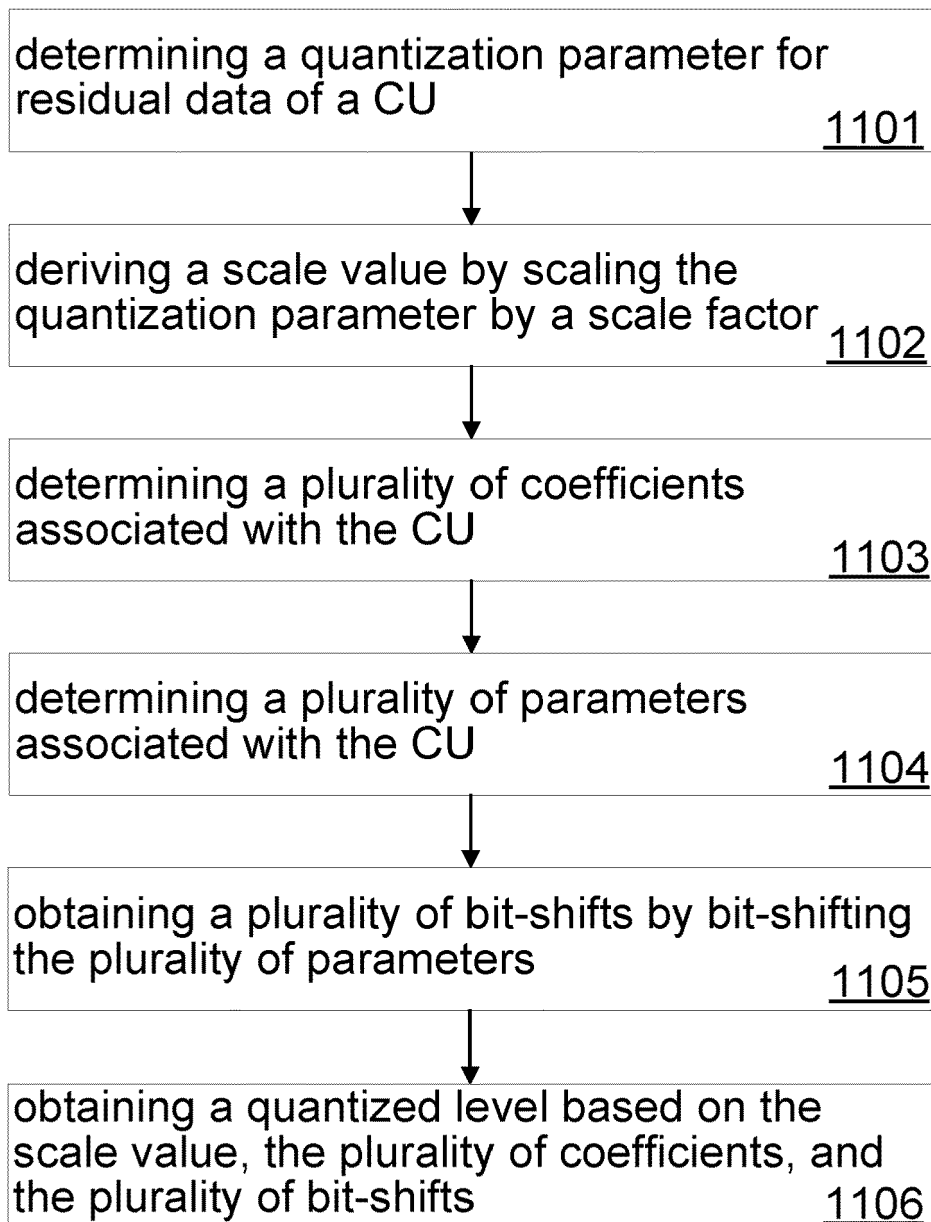 determining a quantization parameter for
residual data of a CU
1101
deriving a scale value by scaling the
quantization parameter by a scale factor
1102
determining a plurality of coefficients
associated with the CU
1103
determining a plurality of parameters
associated with the CU
1104
obtaining a plurality of bit-shifts by bit-shifting
the plurality of parameters
1105
obtaining a quantized level based on the
scale value, the plurality of coefficients, and
the plurality of bit-shifts
1106